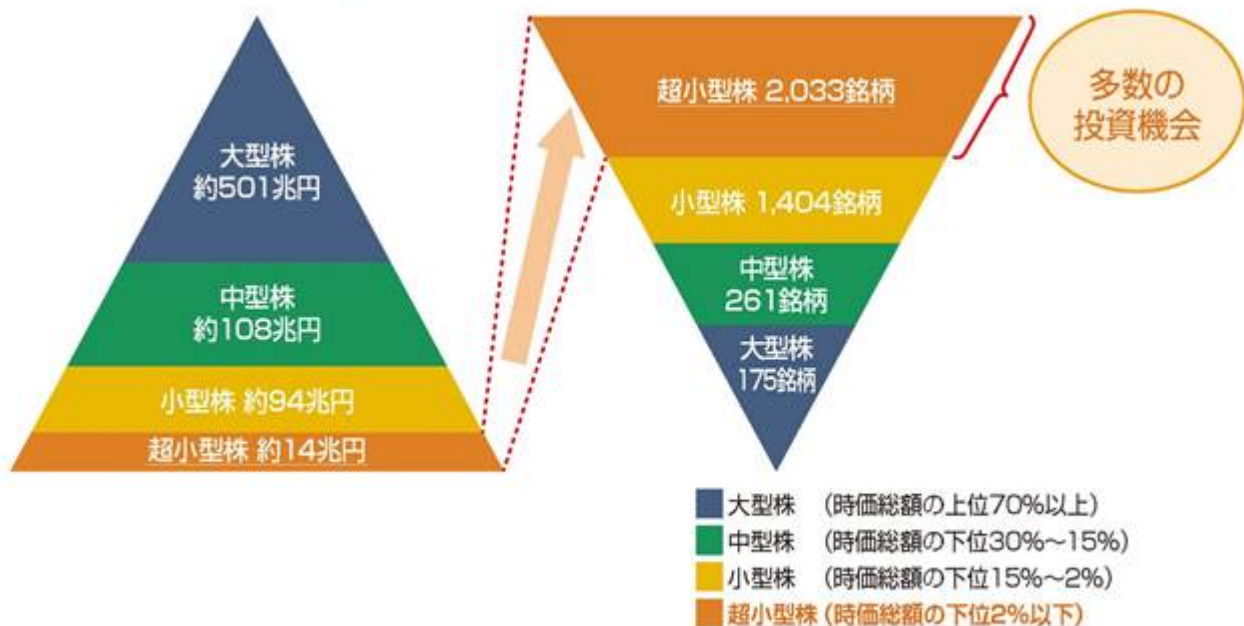 大型株
約501兆円
中型株
約108兆円
小型株 約94兆円
超小型株 約14兆円
超小型株 2,033銘柄
小型株 1,404銘柄
中型株
261銘柄
大型株
175銘柄
多数の
投資機会
大型株 (時価総額の上位70%以上)
中型株 (時価総額の下位30%～15%)
小型株 (時価総額の下位15%～2%)
超小型株 (時価総額の下位2%以下)